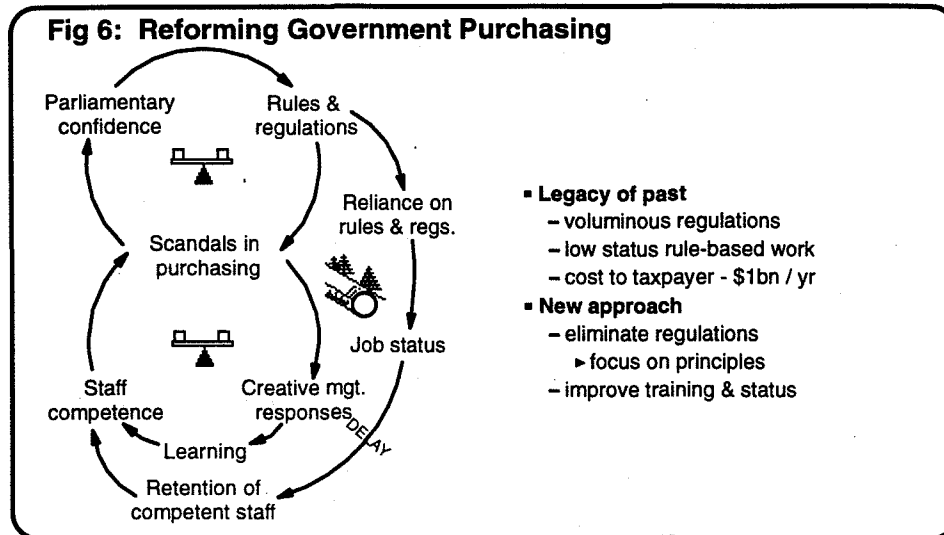 Fig 6: Reforming Government Purchasing
Parliamentary
confidence
Rules &
regulations
Reliance on
rules & regs.
Scandals in
purchasing
Job status
Staff
competence
Creative mgt.
responses
DELAY
Learning
Retention of
competent staff
▪ Legacy of past
– voluminous regulations
– low status rule-based work
– cost to taxpayer - $1bn / yr
▪ New approach
– eliminate regulations
▸ focus on principles
– improve training & status